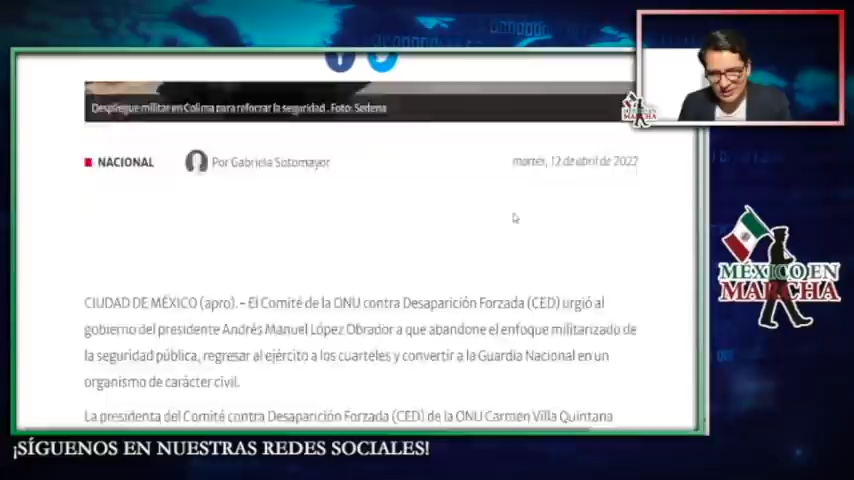 Despliegue militar en Colima para reforzar la seguridad. Foto: Sedena
NACIONAL
Por Gabriela Sotomayor
martes, 12 de abril de 2022
CIUDAD DE MÉXICO (apro).– El Comité de la ONU contra Desaparición Forzada (CED) urgió al
gobierno del presidente Andrés Manuel López Obrador a que abandone el enfoque militarizado de
la seguridad pública, regresar al ejército a los cuarteles y convertir a la Guardia Nacional en un
organismo de carácter civil.
La presidenta del Comité contra Desaparición Forzada (CED) de la ONU Carmen Villa Quintana
MÉXICO EN
MARCHA
MÉXICO EN
MARCHA
¡SÍGUENOS EN NUESTRAS REDES SOCIALES!